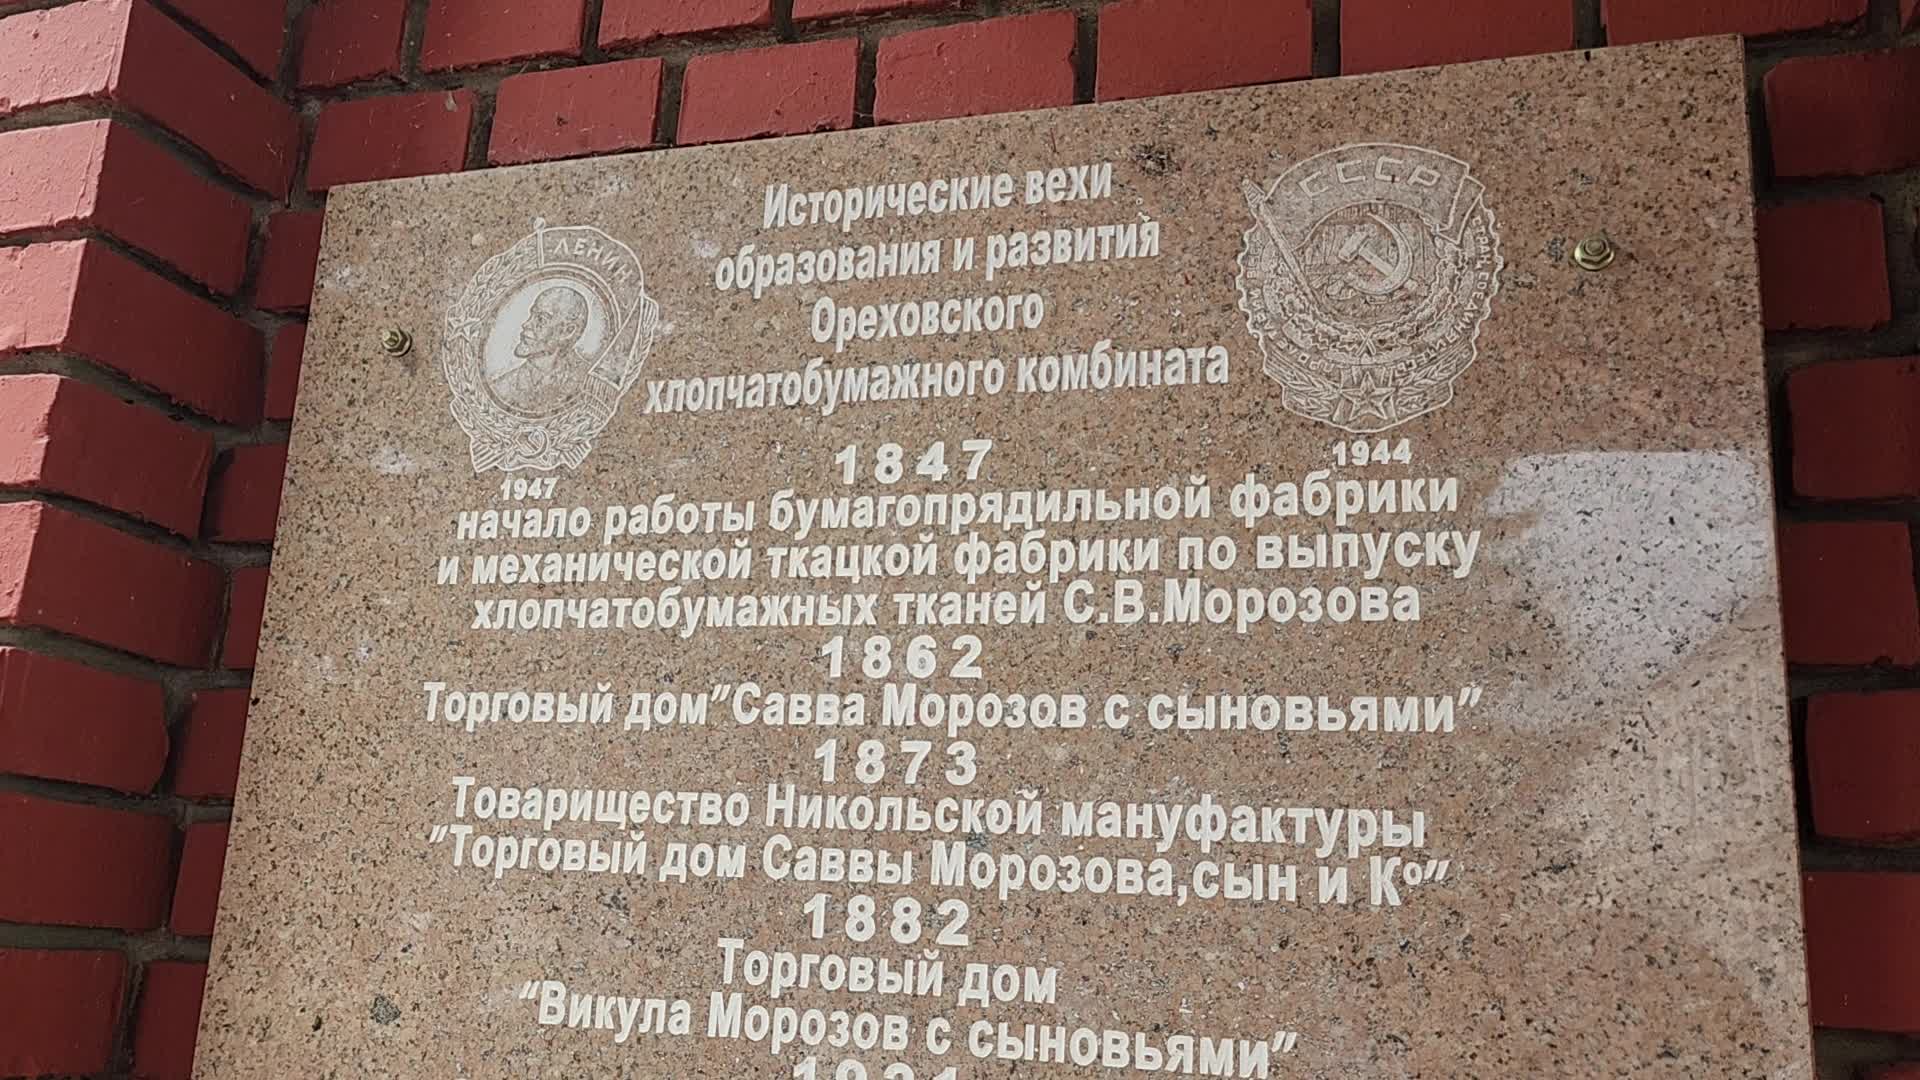 Исторические вехи
образования и развития
Ореховского
хлопчатобумажного комбината
ЛЕНИН
СССР
1947
1944
1847
начало работы бумагопрядильной фабрики
и механической ткацкой фабрики по выпуску
хлопчатобумажных тканей С.В.Морозова
1862
Торговый дом"Савва Морозов с сыновьями"
1873
Товарищество Никольской мануфактуры
"Торговый дом Саввы Морозова,сын и Кº"
1882
Торговый дом
"Викула Морозов с сыновьями"